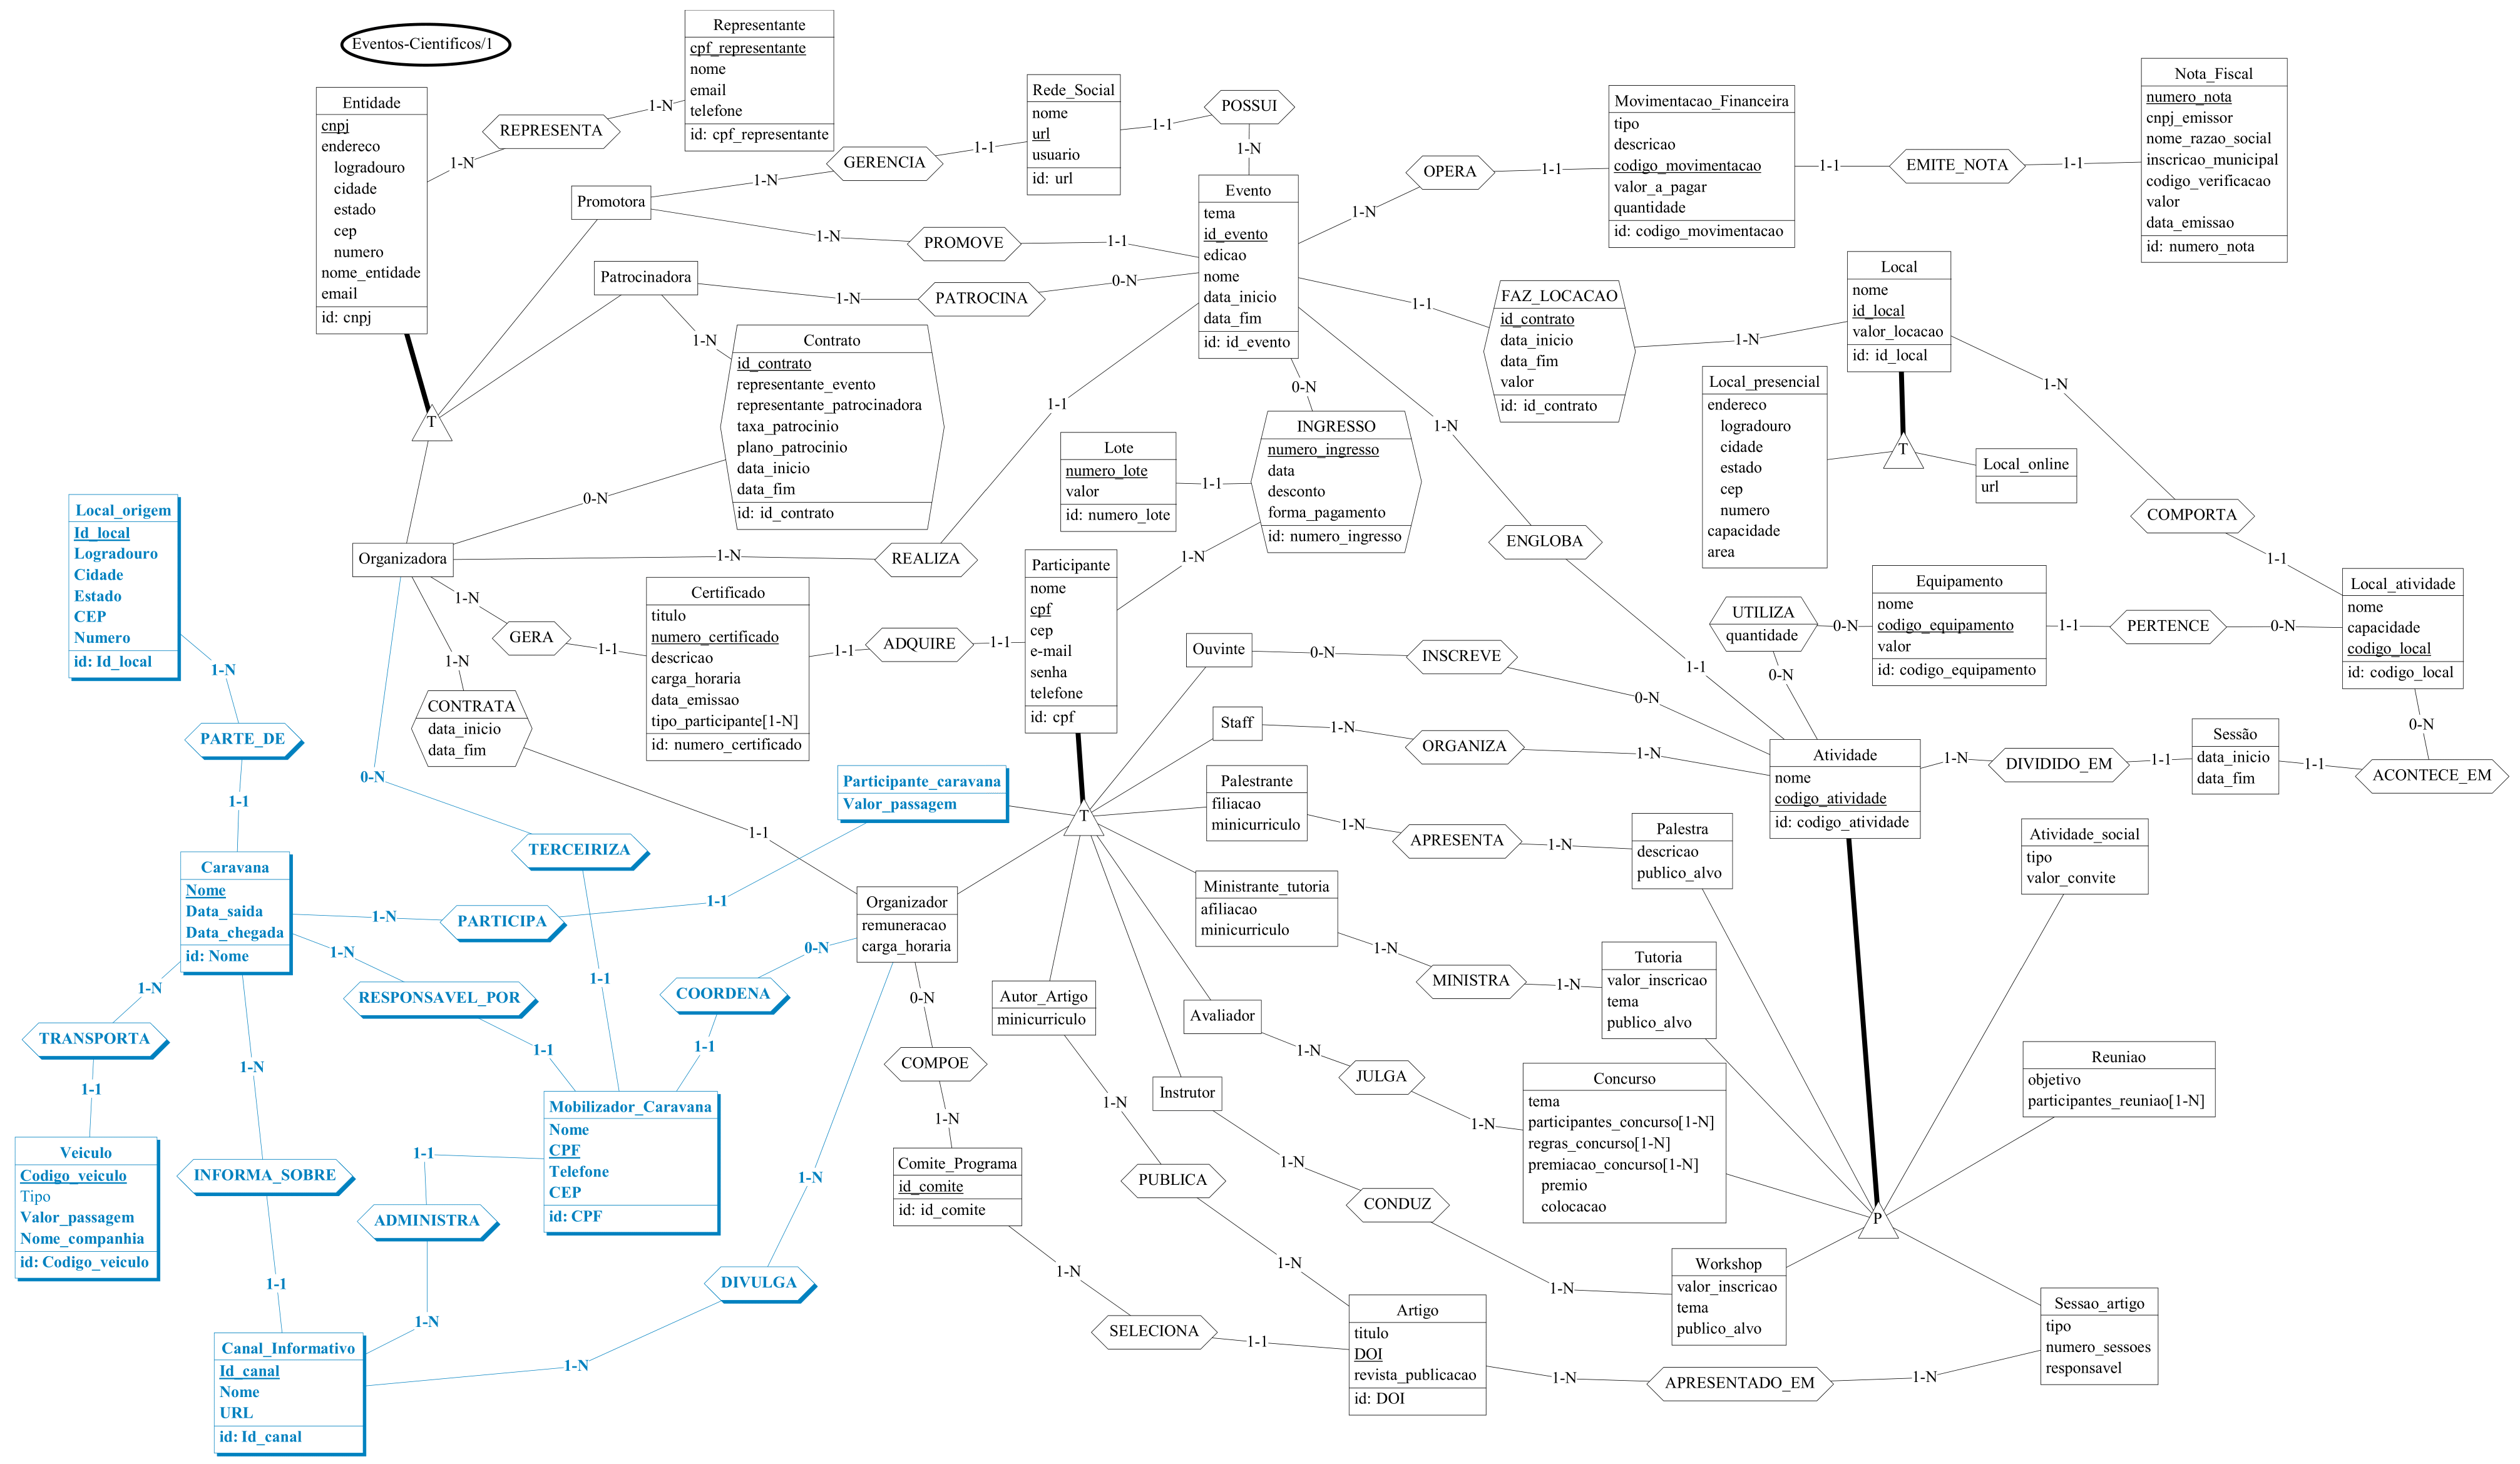 Eventos-Cientificos/1
Representante
cpf_representante
nome
email
telefone
id: cpf_representante
Entidade
cnpj
endereco
logradouro
cidade
estado
cep
numero
nome_entidade
email
id: cnpj
1-N
REPRESENTA
1-N
Rede_Social
nome
url
usuario
id: url
1-1
POSSUI
1-N
GERENCIA
1-1
1-N
Promotora
1-N
PROMOVE
1-1
Patrocinadora
1-N
PATROCINA
0-N
Evento
tema
id_evento
edicao
nome
data_inicio
data_fim
id: id_evento
1-N
OPERA
1-1
Movimentacao_Financeira
tipo
descricao
codigo_movimentacao
valor_a_pagar
quantidade
id: codigo_movimentacao
1-1
EMITE_NOTA
1-1
Nota_Fiscal
numero_nota
cnpj_emissor
nome_razao_social
inscricao_municipal
codigo_verificacao
valor
data_emissao
id: numero_nota
1-1
FAZ_LOCACAO
id_contrato
data_inicio
data_fim
valor
id: id_contrato
1-N
Local
nome
id_local
valor_locacao
id: id_local
Local_presencial
endereco
logradouro
cidade
estado
cep
numero
capacidade
area
T
Local_online
url
1-N
COMPORTA
1-1
T
1-N
Contrato
id_contrato
representante_evento
representante_patrocinadora
taxa_patrocinio
plano_patrocinio
data_inicio
data_fim
id: id_contrato
0-N
1-1
0-N
INGRESSO
numero_ingresso
data
desconto
forma_pagamento
id: numero_ingresso
Lote
numero_lote
valor
id: numero_lote
1-1
1-N
1-N
ENGLOBA
1-1
Organizadora
1-N
REALIZA
Local_origem
Id_local
Logradouro
Cidade
Estado
CEP
Numero
id: Id_local
1-N
PARTE_DE
1-1
1-N
GERA
1-1
Certificado
titulo
numero_certificado
descricao
carga_horaria
data_emissao
tipo_participante[1-N]
id: numero_certificado
1-1
ADQUIRE
1-1
Participante
nome
cpf
cep
e-mail
senha
telefone
id: cpf
1-N
CONTRATA
data_inicio
data_fim
1-1
0-N
TERCEIRIZA
1-1
Ouvinte
0-N
INSCREVE
0-N
Staff
1-N
ORGANIZA
1-N
UTILIZA
quantidade
0-N
0-N
Equipamento
nome
codigo_equipamento
valor
id: codigo_equipamento
1-1
PERTENCE
0-N
Local_atividade
nome
capacidade
codigo_local
id: codigo_local
0-N
ACONTECE_EM
1-1
Sessão
data_inicio
data_fim
1-1
DIVIDIDO_EM
1-N
Atividade
nome
codigo_atividade
id: codigo_atividade
Participante_caravana
Valor_passagem
T
Palestrante
filiacao
minicurriculo
1-N
APRESENTA
1-N
Palestra
descricao
publico_alvo
Atividade_social
tipo
valor_convite
Caravana
Nome
Data_saida
Data_chegada
id: Nome
1-N
PARTICIPA
1-1
1-N
RESPONSAVEL_POR
1-1
1-N
TRANSPORTA
1-1
1-N
INFORMA_SOBRE
1-1
Veiculo
Codigo_veiculo
Tipo
Valor_passagem
Nome_companhia
id: Codigo_veiculo
Organizador
remuneracao
carga_horaria
0-N
COORDENA
1-1
Mobilizador_Caravana
Nome
CPF
Telefone
CEP
id: CPF
1-1
ADMINISTRA
1-N
1-N
DIVULGA
1-N
Canal_Informativo
Id_canal
Nome
URL
id: Id_canal
0-N
COMPOE
1-N
Comite_Programa
id_comite
id: id_comite
1-N
SELECIONA
1-1
Autor_Artigo
minicurriculo
1-N
PUBLICA
1-N
Ministrante_tutoria
afiliacao
minicurriculo
1-N
MINISTRA
1-N
Tutoria
valor_inscricao
tema
publico_alvo
Avaliador
1-N
JULGA
1-N
Concurso
tema
participantes_concurso[1-N]
regras_concurso[1-N]
premiacao_concurso[1-N]
premio
colocacao
Reuniao
objetivo
participantes_reuniao[1-N]
Instrutor
1-N
CONDUZ
1-N
Workshop
valor_inscricao
tema
publico_alvo
P
Artigo
titulo
DOI
revista_publicacao
id: DOI
1-N
APRESENTADO_EM
1-N
Sessao_artigo
tipo
numero_sessoes
responsavel